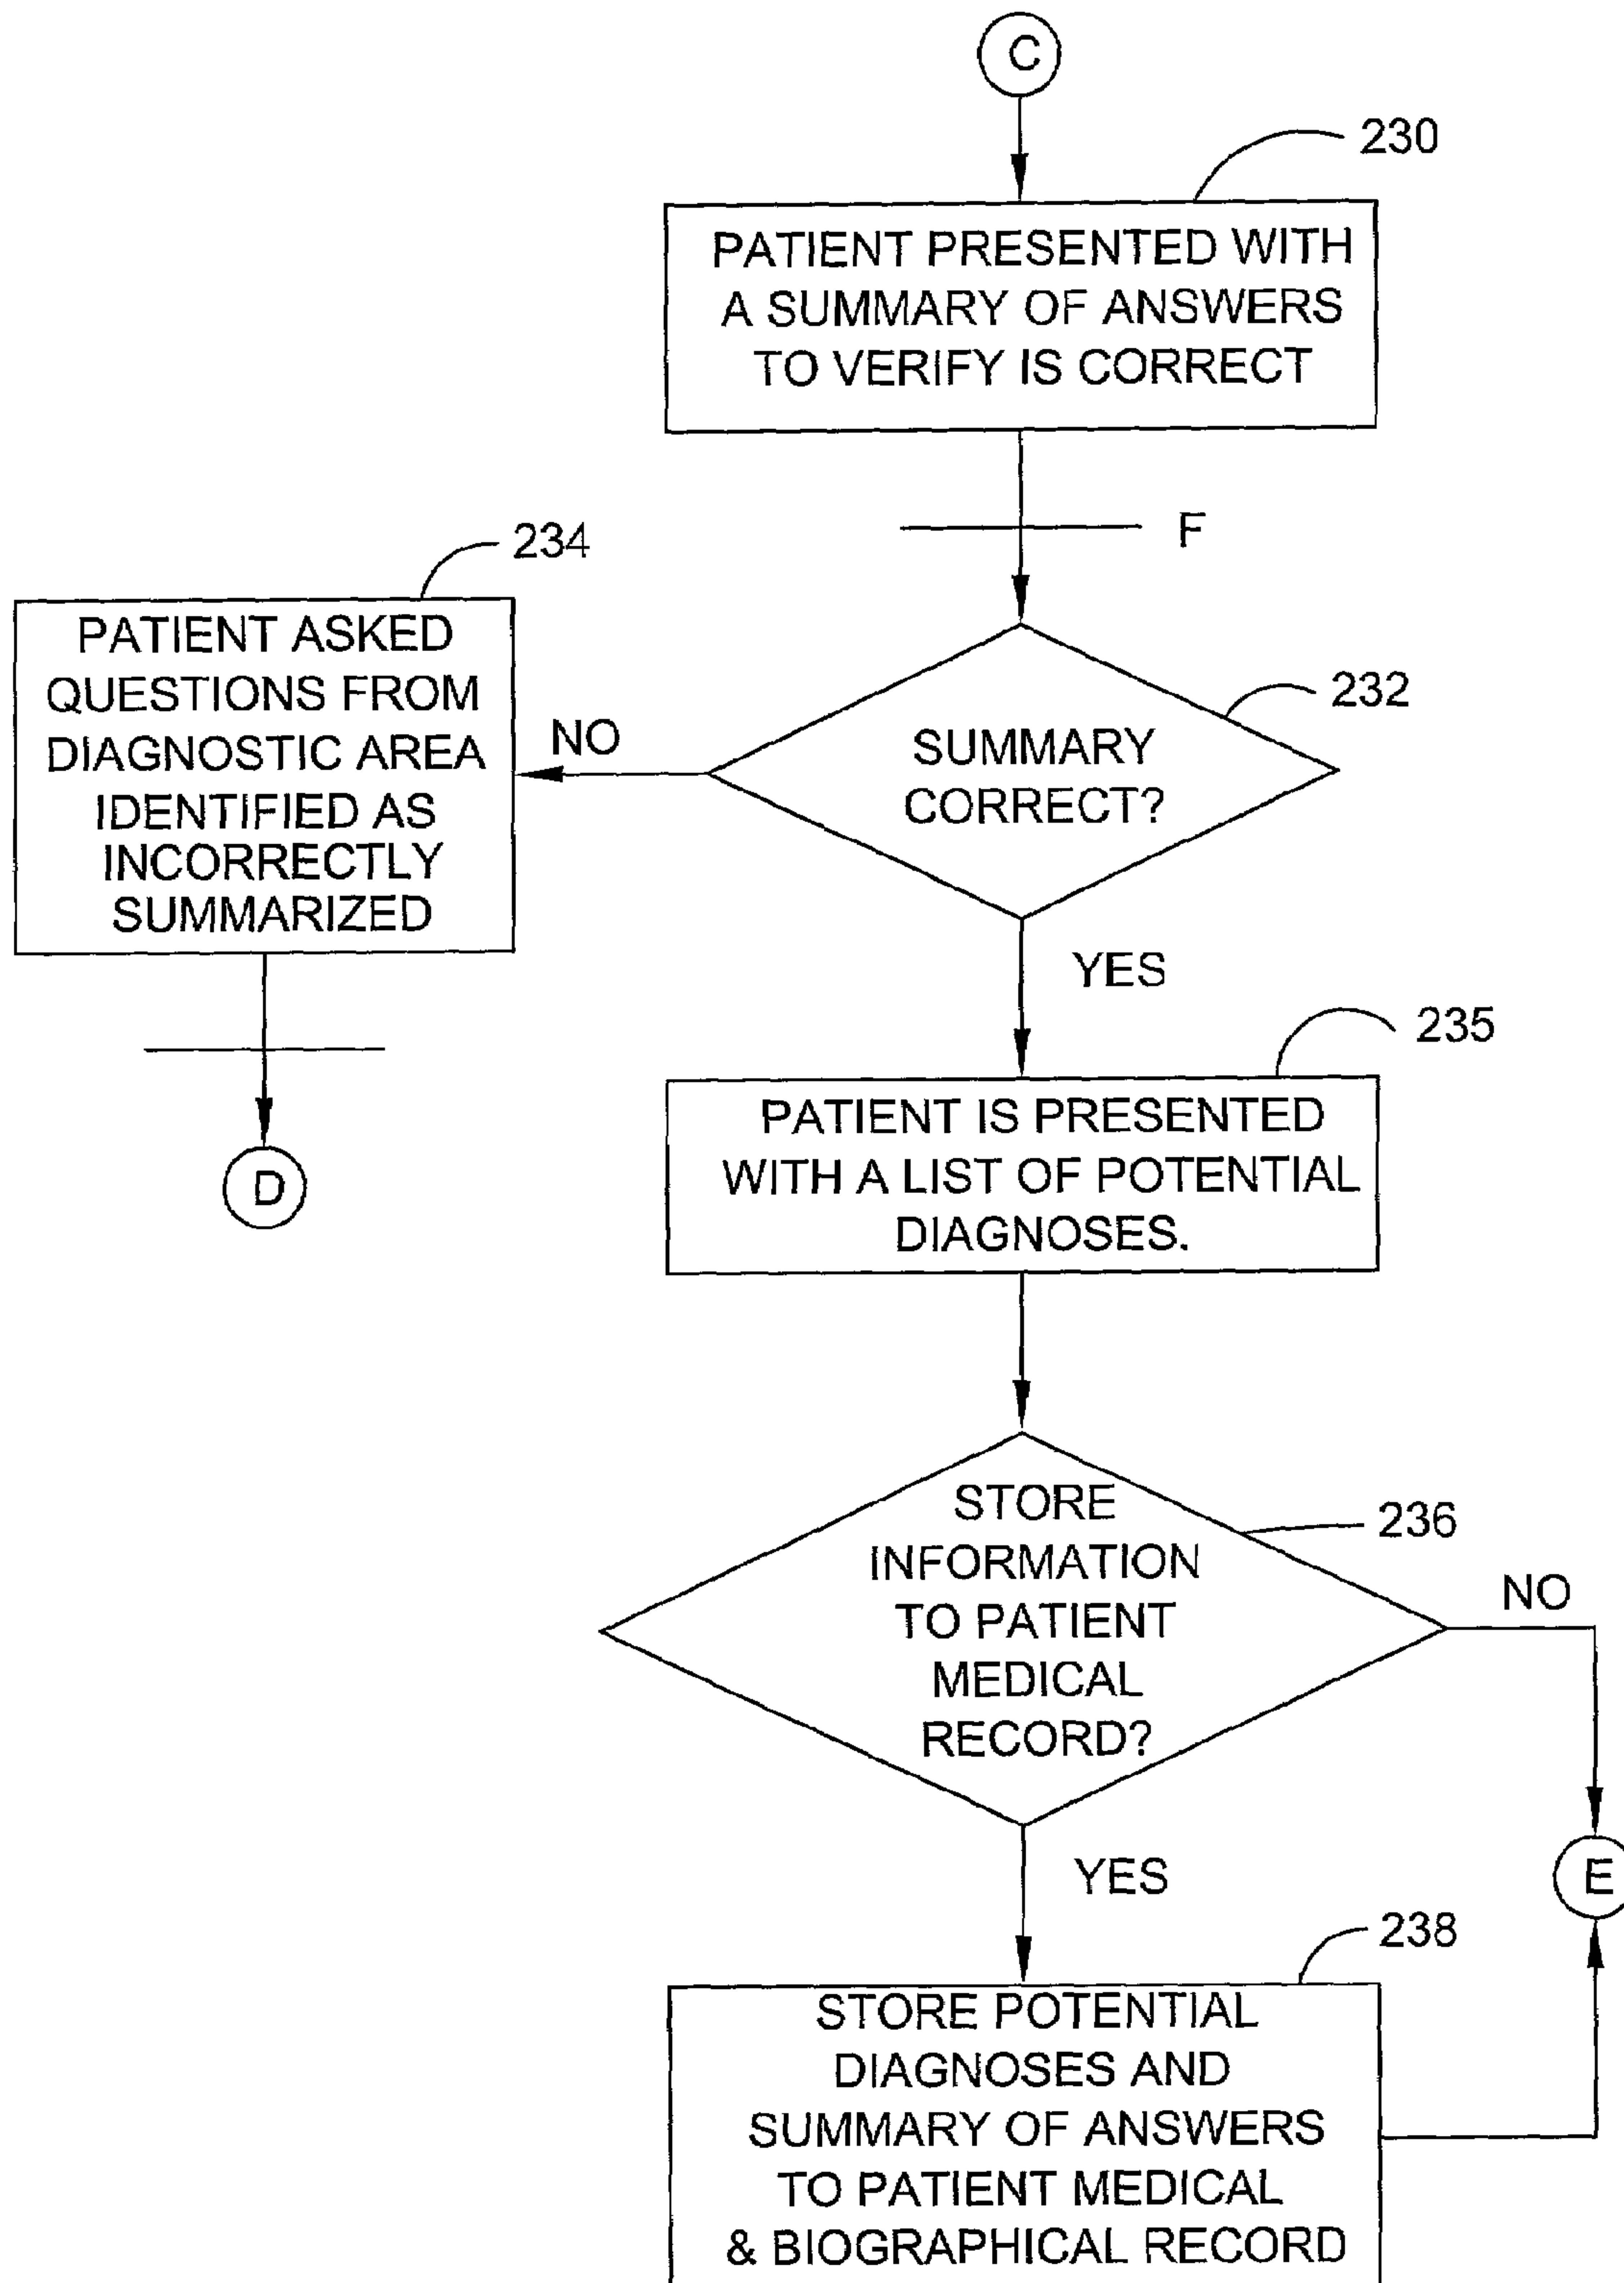 C
230
PATIENT PRESENTED WITH
A SUMMARY OF ANSWERS
TO VERIFY IS CORRECT
F
234
PATIENT ASKED
QUESTIONS FROM
DIAGNOSTIC AREA
IDENTIFIED AS
INCORRECTLY
SUMMARIZED
NO
232
SUMMARY
CORRECT?
YES
D
235
PATIENT IS PRESENTED
WITH A LIST OF POTENTIAL
DIAGNOSES.
236
STORE
INFORMATION
TO PATIENT
MEDICAL
RECORD?
NO
YES
E
238
STORE POTENTIAL
DIAGNOSES AND
SUMMARY OF ANSWERS
TO PATIENT MEDICAL
& BIOGRAPHICAL RECORD